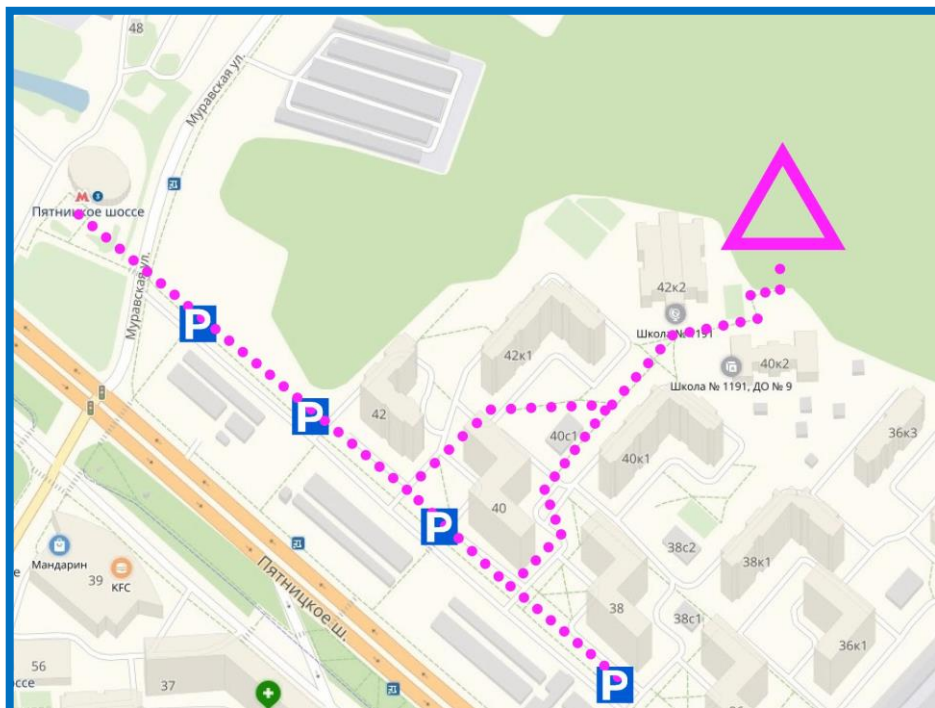 48
Муравская ул.
М 3
Пятницкое шоссе
Муравская ул.
P
42к2
Школа № 1191
42к1
40к2
Школа № 1191, ДО № 9
P
42
40с1
40к1
36к3
40
P
38с2
38к1
Мандарин
39
KFC
Пятницкое ш.
38
38с1
36к1
56
37
P